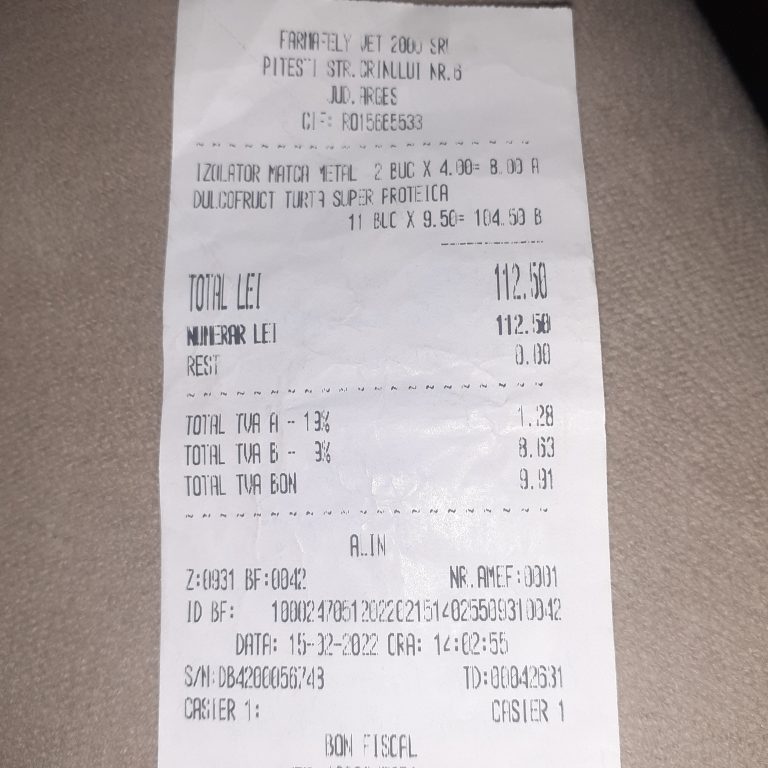 FARMAFELY VET 2000 SRL
PITESTI STR. CRINULUI NR.6
JUD. ARGES
CIF:
IZOLATOR MATCA METAL 2 BUC X 4.00= 8.00 A
DULCOFRUCT TURTA SUPER PROTEICA
11 BUC X 9.50= 104.50 B
TOTAL LEI 112.50
NUMERAR LEI 112.50
REST 0.00
TOTAL TVA A - 19% 1.28
TOTAL TVA B - 9% 8.63
TOTAL TVA BON 9.91
Z:0931 BF:0042 NR.AMEF:0001
ID BF: 10002470512022021514025509310042
DATA: 15-02-2022 ORA: 14:02:55
S/N:DB4200056743 TD:00042631
CASIER 1: CASIER 1
BON FISCAL